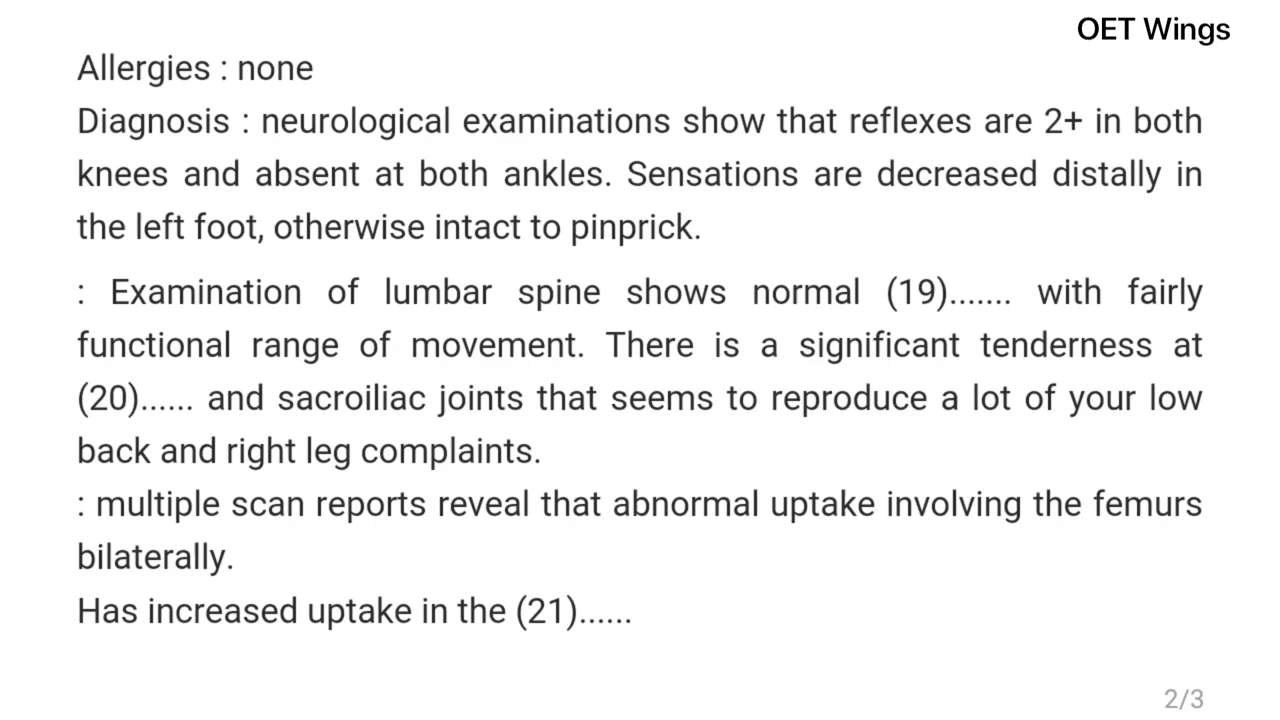 OET Wings
Allergies : none
Diagnosis : neurological examinations show that reflexes are 2+ in both
knees and absent at both ankles. Sensations are decreased distally in
the left foot, otherwise intact to pinprick.
: Examination of lumbar spine shows normal (19)....... with fairly
functional range of movement. There is a significant tenderness at
(20)...... and sacroiliac joints that seems to reproduce a lot of your low
back and right leg complaints.
: multiple scan reports reveal that abnormal uptake involving the femurs
bilaterally.
Has increased uptake in the (21)......
2/3